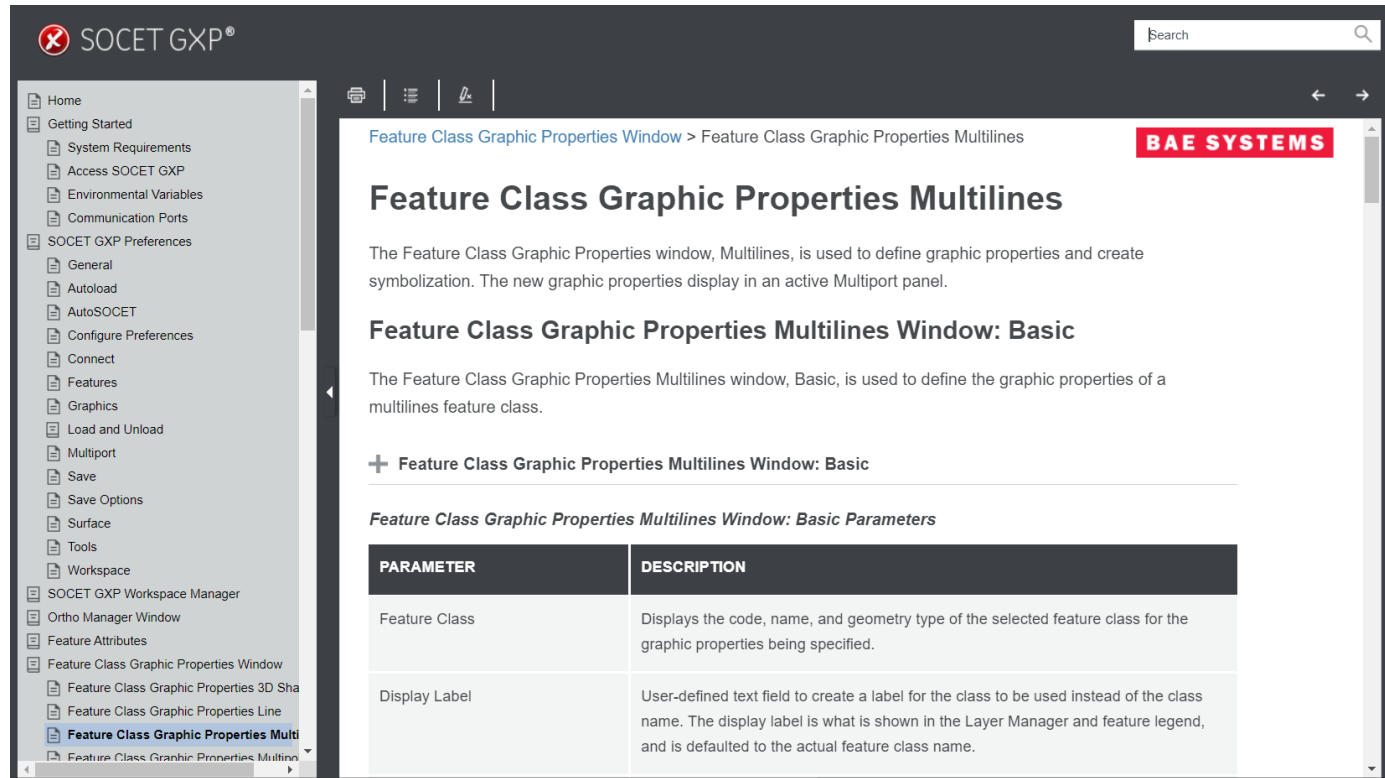 SOCET GXP®
Search
Home
Getting Started
System Requirements
Access SOCET GXP
Environmental Variables
Communication Ports
SOCET GXP Preferences
General
Autoload
AutoSOCET
Configure Preferences
Connect
Features
Graphics
Load and Unload
Multiport
Save
Save Options
Surface
Tools
Workspace
SOCET GXP Workspace Manager
Ortho Manager Window
Feature Attributes
Feature Class Graphic Properties Window
Feature Class Graphic Properties 3D Sha
Feature Class Graphic Properties Line
Feature Class Graphic Properties Multi
Feature Class Graphic Properties Multipo
Feature Class Graphic Properties Window > Feature Class Graphic Properties Multilines
BAE SYSTEMS
Feature Class Graphic Properties Multilines
The Feature Class Graphic Properties window, Multilines, is used to define graphic properties and create
symbolization. The new graphic properties display in an active Multiport panel.
Feature Class Graphic Properties Multilines Window: Basic
The Feature Class Graphic Properties Multilines window, Basic, is used to define the graphic properties of a
multilines feature class.
Feature Class Graphic Properties Multilines Window: Basic
Feature Class Graphic Properties Multilines Window: Basic Parameters
PARAMETER DESCRIPTION
Feature Class Displays the code, name, and geometry type of the selected feature class for the
graphic properties being specified.
Display Label User-defined text field to create a label for the class to be used instead of the class
name. The display label is what is shown in the Layer Manager and feature legend,
and is defaulted to the actual feature class name.